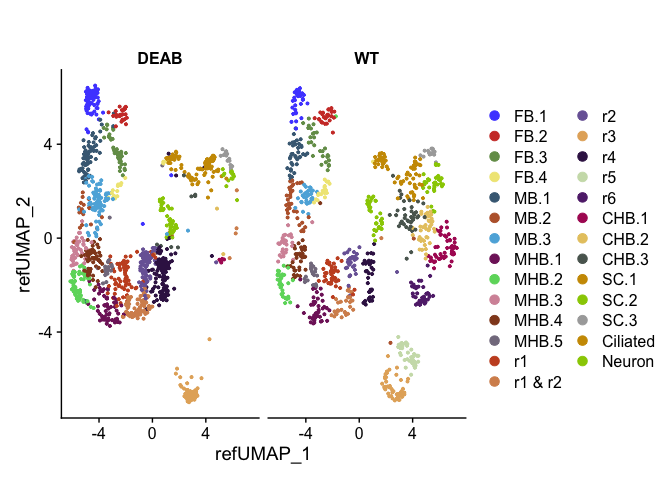 DEAB WT
4
0
-4
refUMAP_2
-4 0 4 -4 0 4
refUMAP_1
FB.1 r2
FB.2 r3
FB.3 r4
FB.4 r5
MB.1 r6
MB.2 CHB.1
MB.3 CHB.2
MHB.1 CHB.3
MHB.2 SC.1
MHB.3 SC.2
MHB.4 SC.3
MHB.5 Ciliated
r1 Neuron
r1 & r2